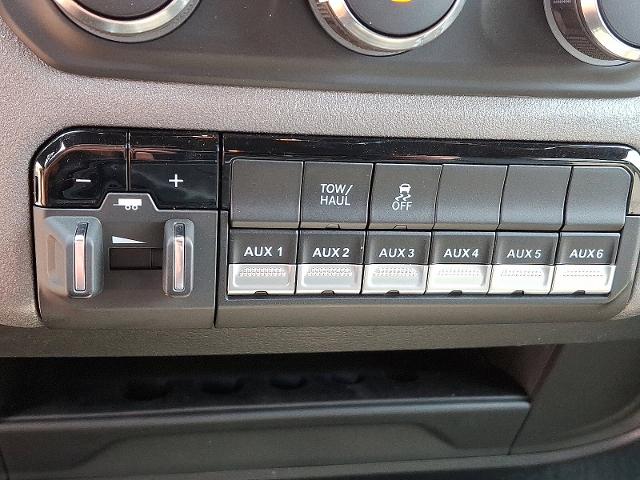 - +
TOW/
HAUL
OFF
AUX 1 AUX 2 AUX 3 AUX 4 AUX 5 AUX 6